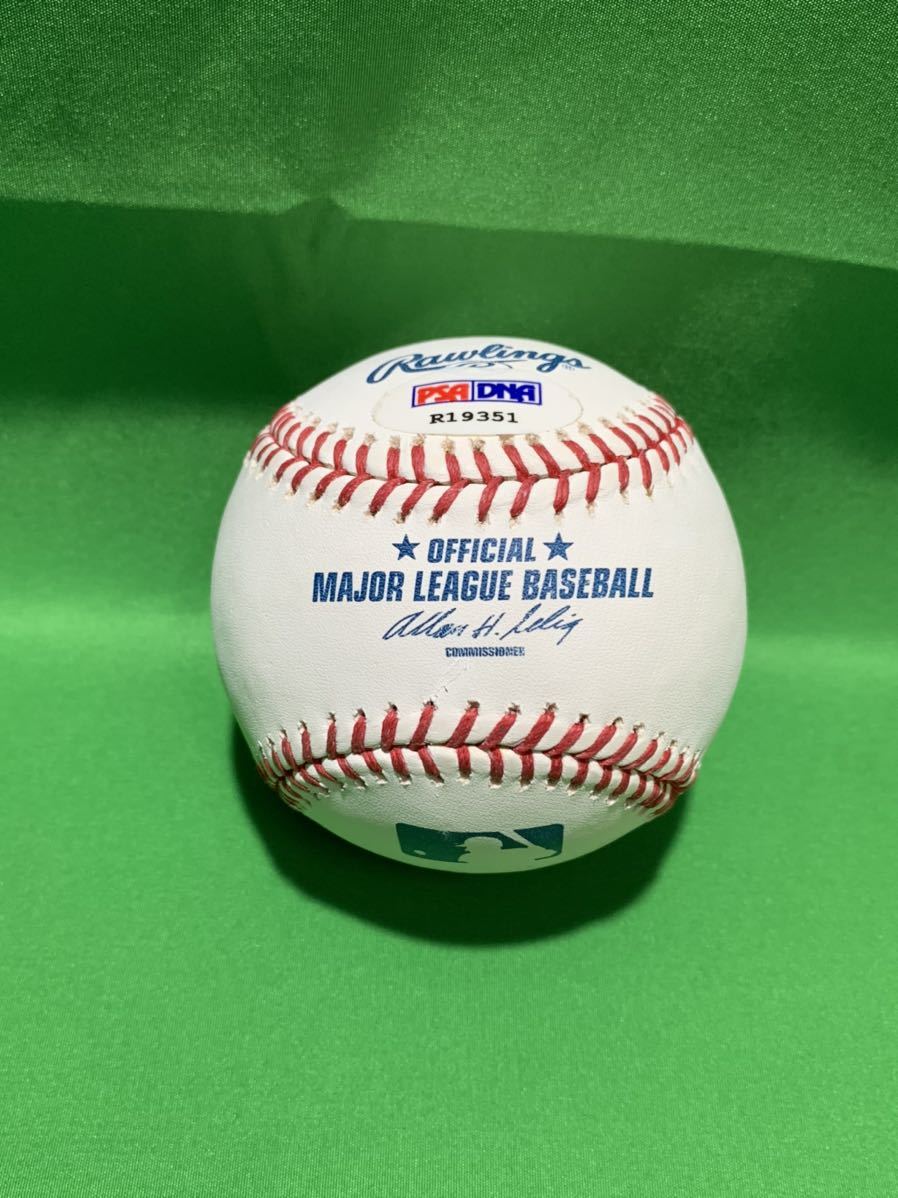 Rawlings
PSA DNA
R19351
★ OFFICIAL ★
MAJOR LEAGUE BASEBALL
Allan H. Selig
COMMISSIONER